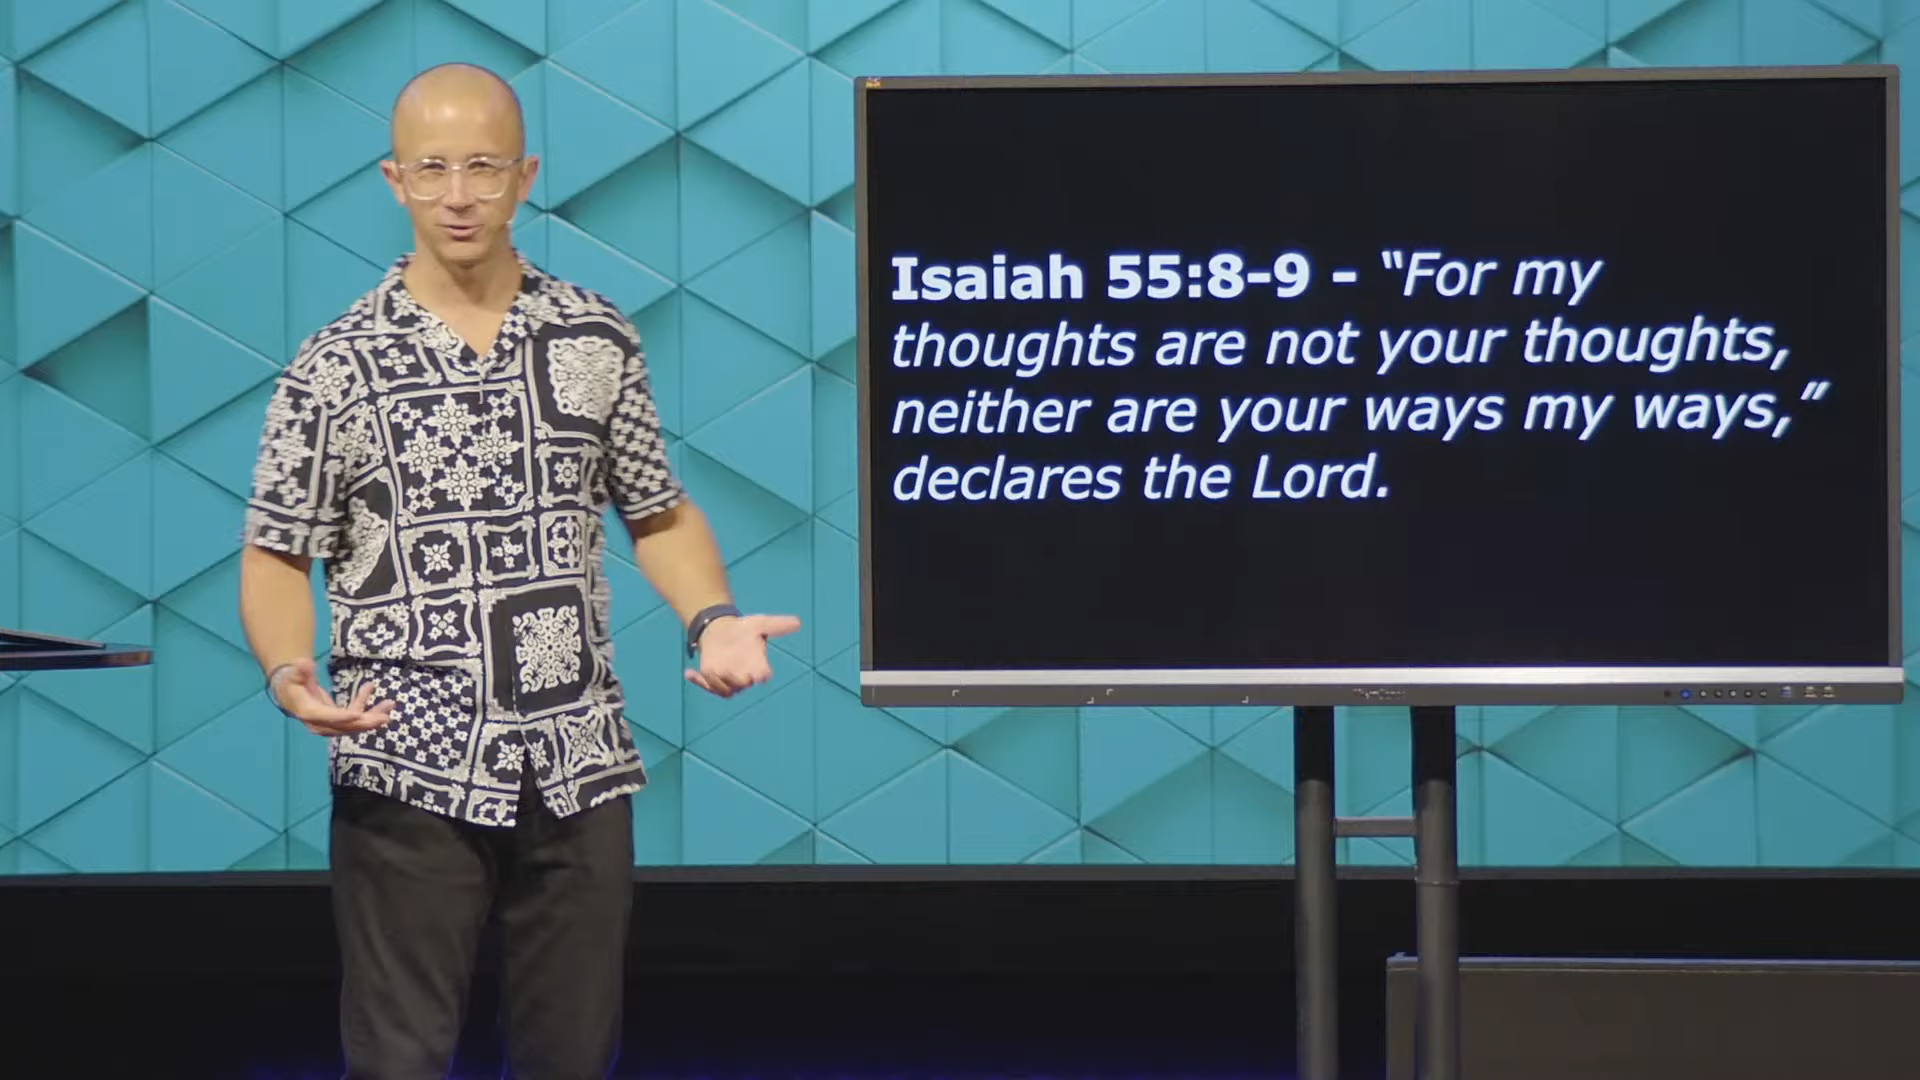 Isaiah 55:8-9 - “For my
thoughts are not your thoughts,
neither are your ways my ways,”
declares the Lord.